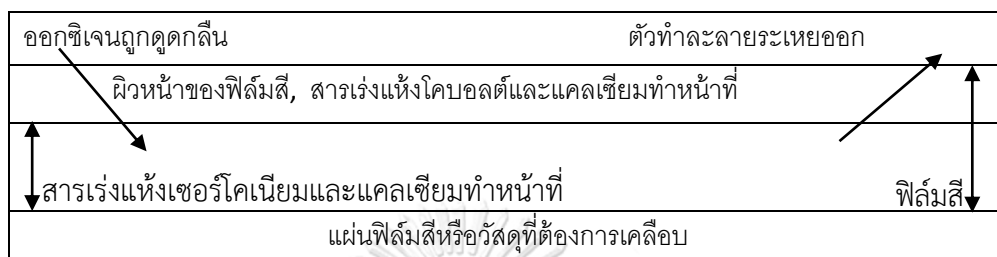 ออกซิเจนถูกดูดกลืน ตัวทำละลายระเหยออก
ผิวหน้าของฟิล์มสี, สารเร่งแห้งโคบอลต์และแคลเซียมทำหน้าที่
สารเร่งแห้งเซอร์โคเนียมและแคลเซียมทำหน้าที่ ฟิล์มสี
แผ่นฟิล์มสีหรือวัสดุที่ต้องการเคลือบ